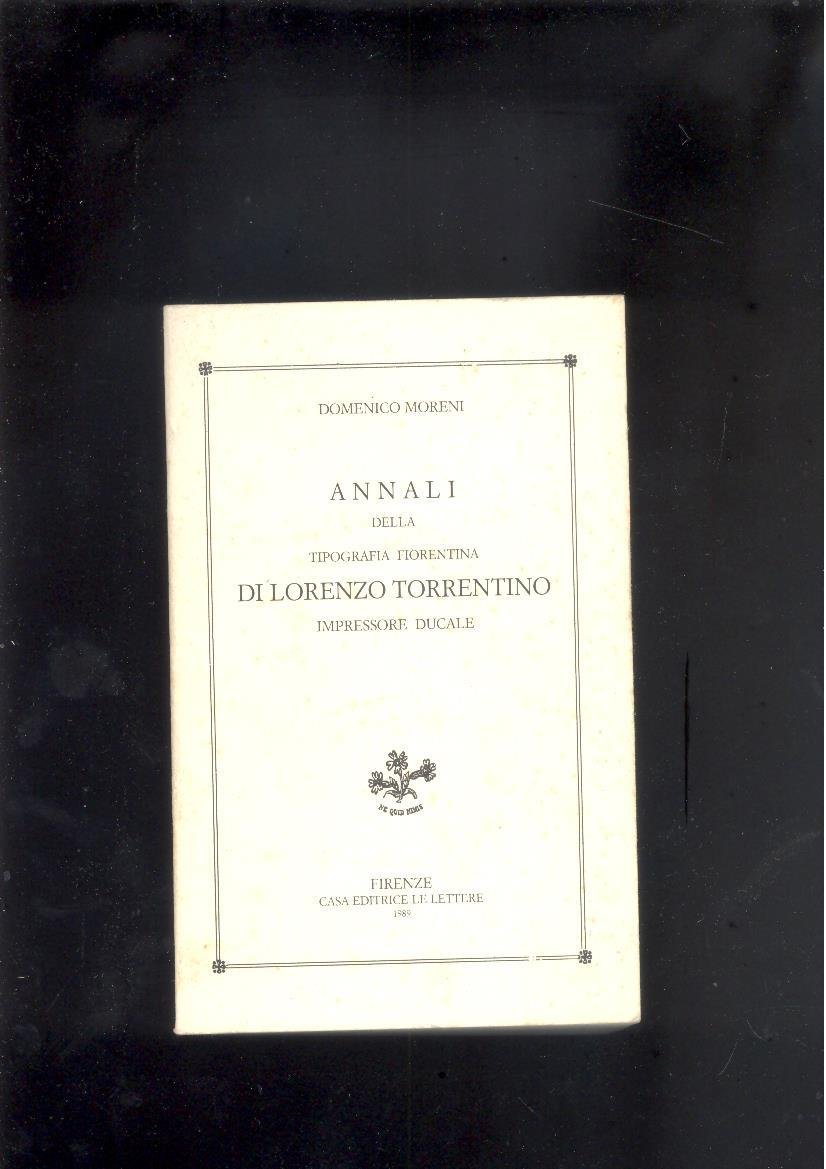 DOMENICO MORENI
ANNALI
DELLA
TIPOGRAFIA FIORENTINA
DI LORENZO TORRENTINO
IMPRESSORE DUCALE
NE QUID NIMIS
FIRENZE
CASA EDITRICE LE LETTERE
1989